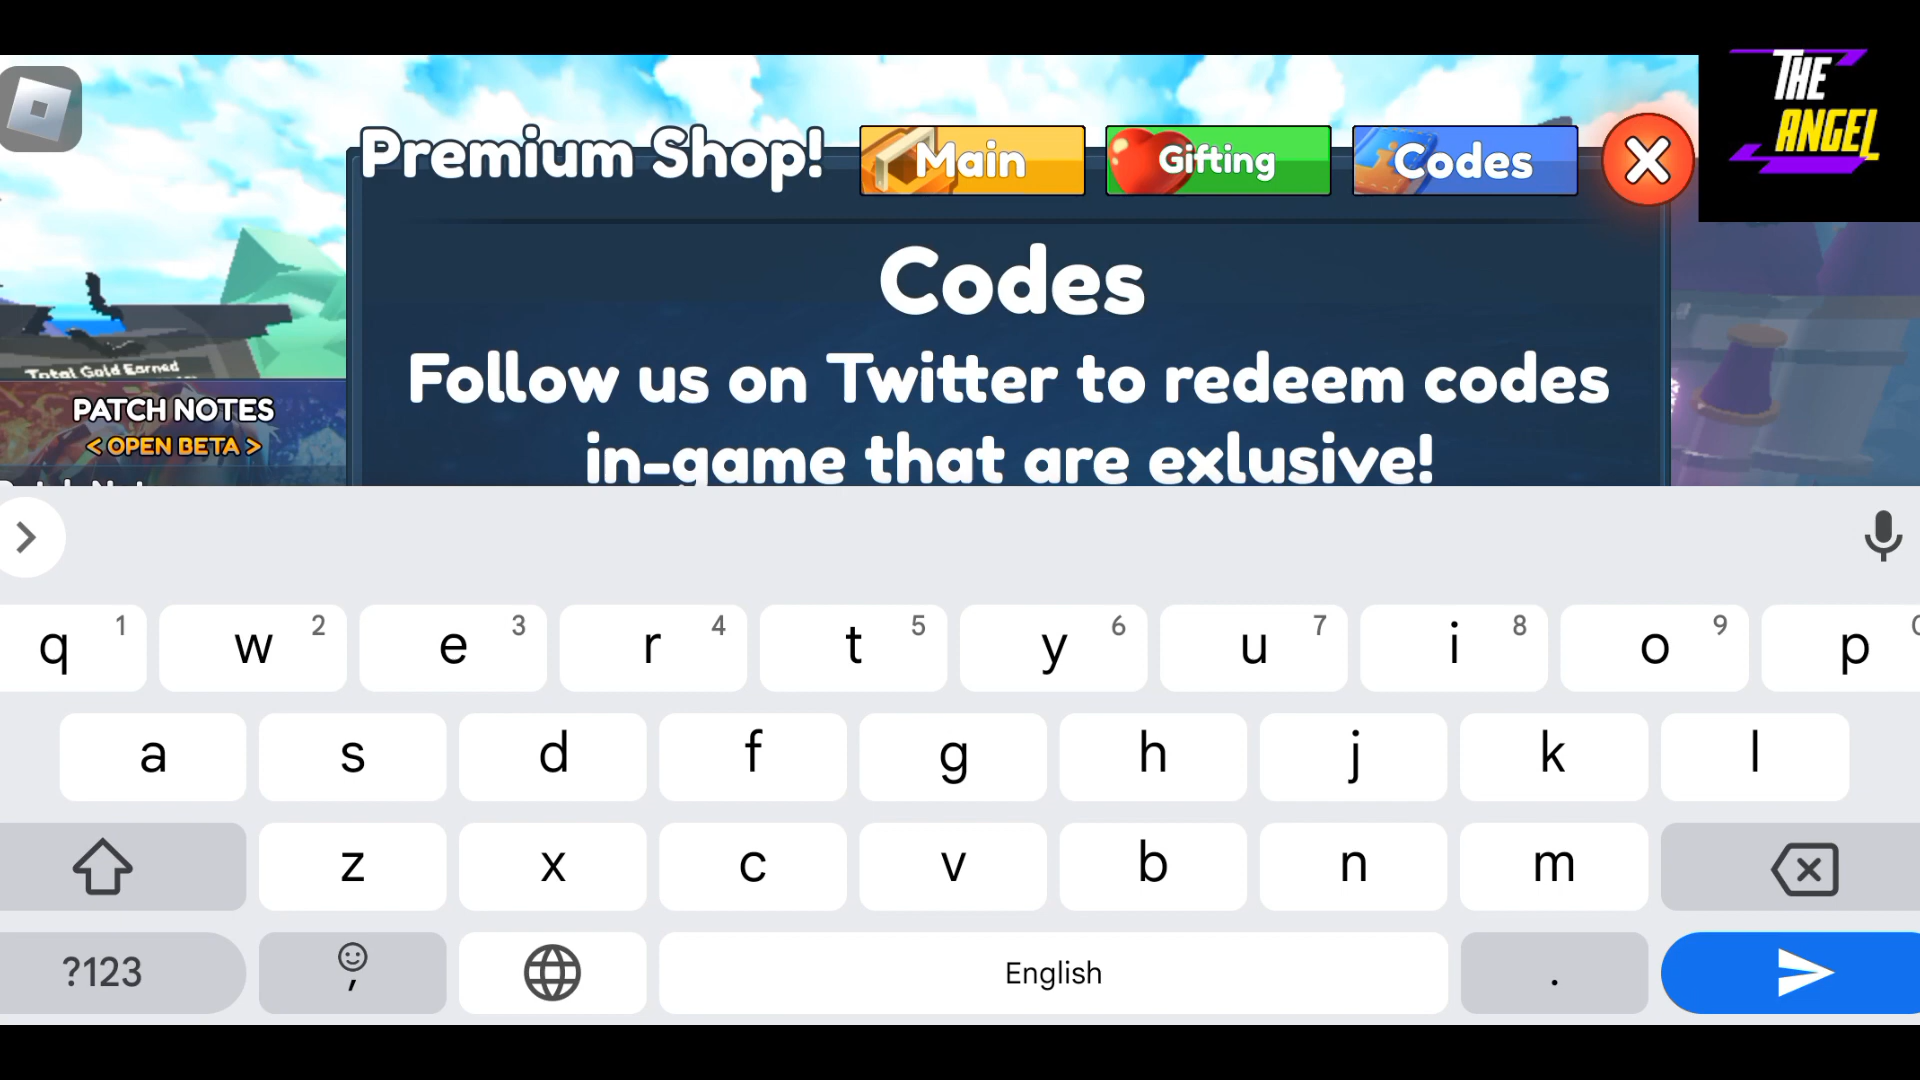 THE
ANGEL
Premium Shop!
Main
Gifting
Codes
Codes
Follow us on Twitter to redeem codes
in-game that are exlusive!
Total Gold Earned
PATCH NOTES
< OPEN BETA >
q 1 w 2 e 3 r 4 t 5 y 6 u 7 i 8 o 9 p
a s d f g h j k l
z x c v b n m
?123 , English .